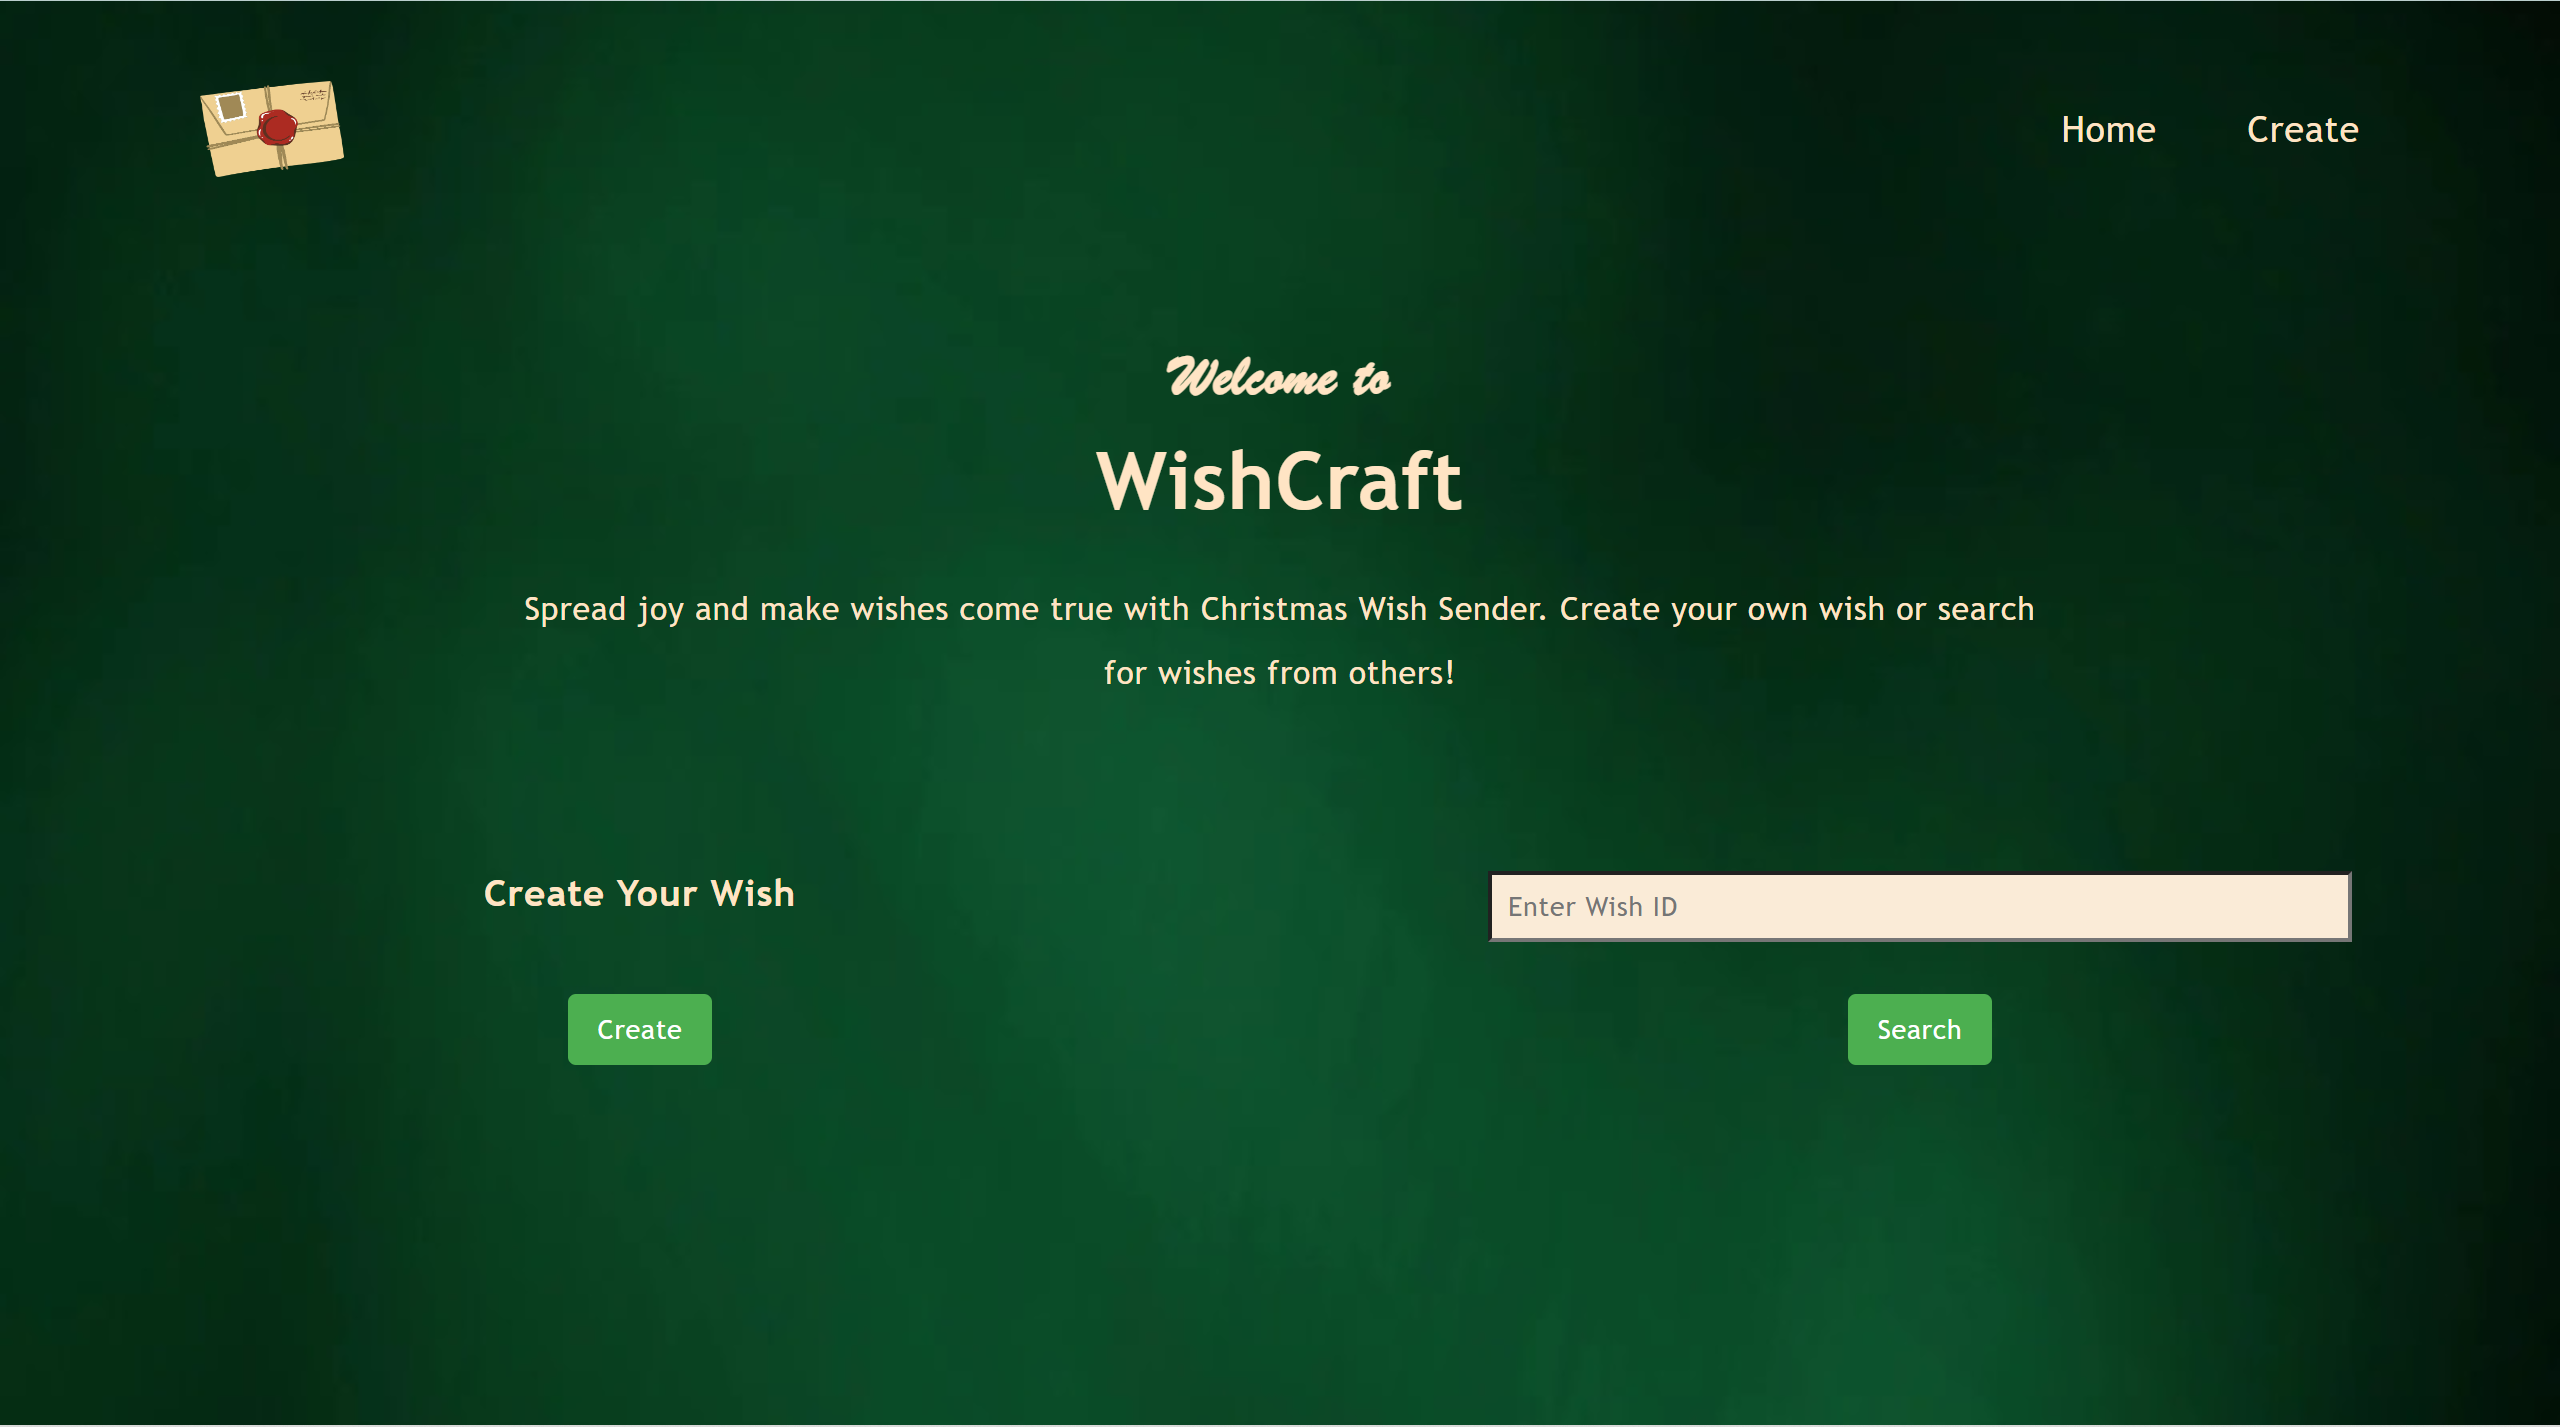 Home
Create
Welcome to
WishCraft
Spread joy and make wishes come true with Christmas Wish Sender. Create your own wish or search
for wishes from others!
Create Your Wish
Enter Wish ID
Create
Search